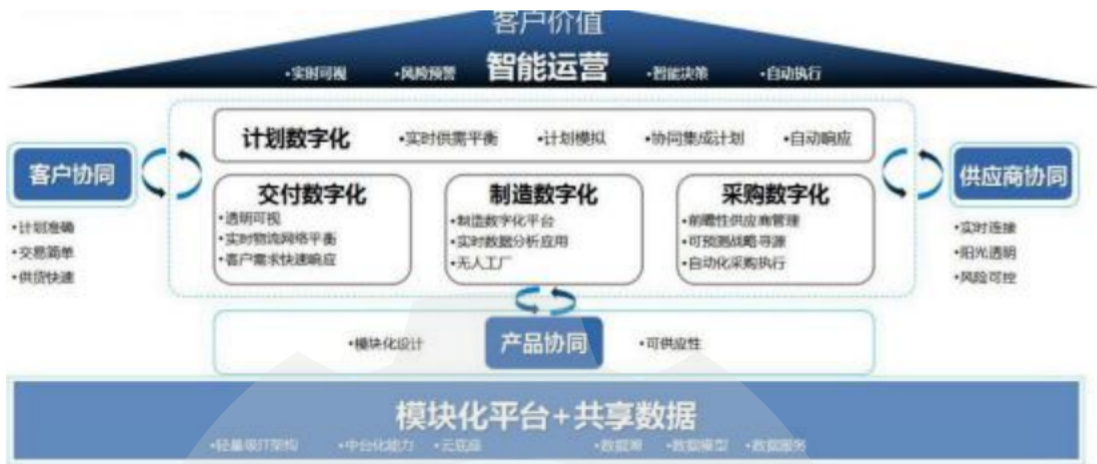 客户价值
•实时可视 •风险预警 智能运营 •智能决策 •自动执行
计划数字化 •实时供需平衡 •计划模拟 •协同集成计划 •自动响应
客户协同
•计划准确
•交易简单
•供货快速
交付数字化
•透明可视
•实时物流网络平衡
•客户需求快速响应
制造数字化
•制造数字化平台
•实时数据分析应用
•无人工厂
采购数字化
•前瞻性供应商管理
•可预测战略寻源
•自动化采购执行
供应商协同
•实时连接
•阳光透明
•风险可控
•模块化设计 产品协同 •可供应性
模块化平台+共享数据
•轻量级IT架构 •中台化能力 •云底座 •数据湖 •数据模型 •数据服务